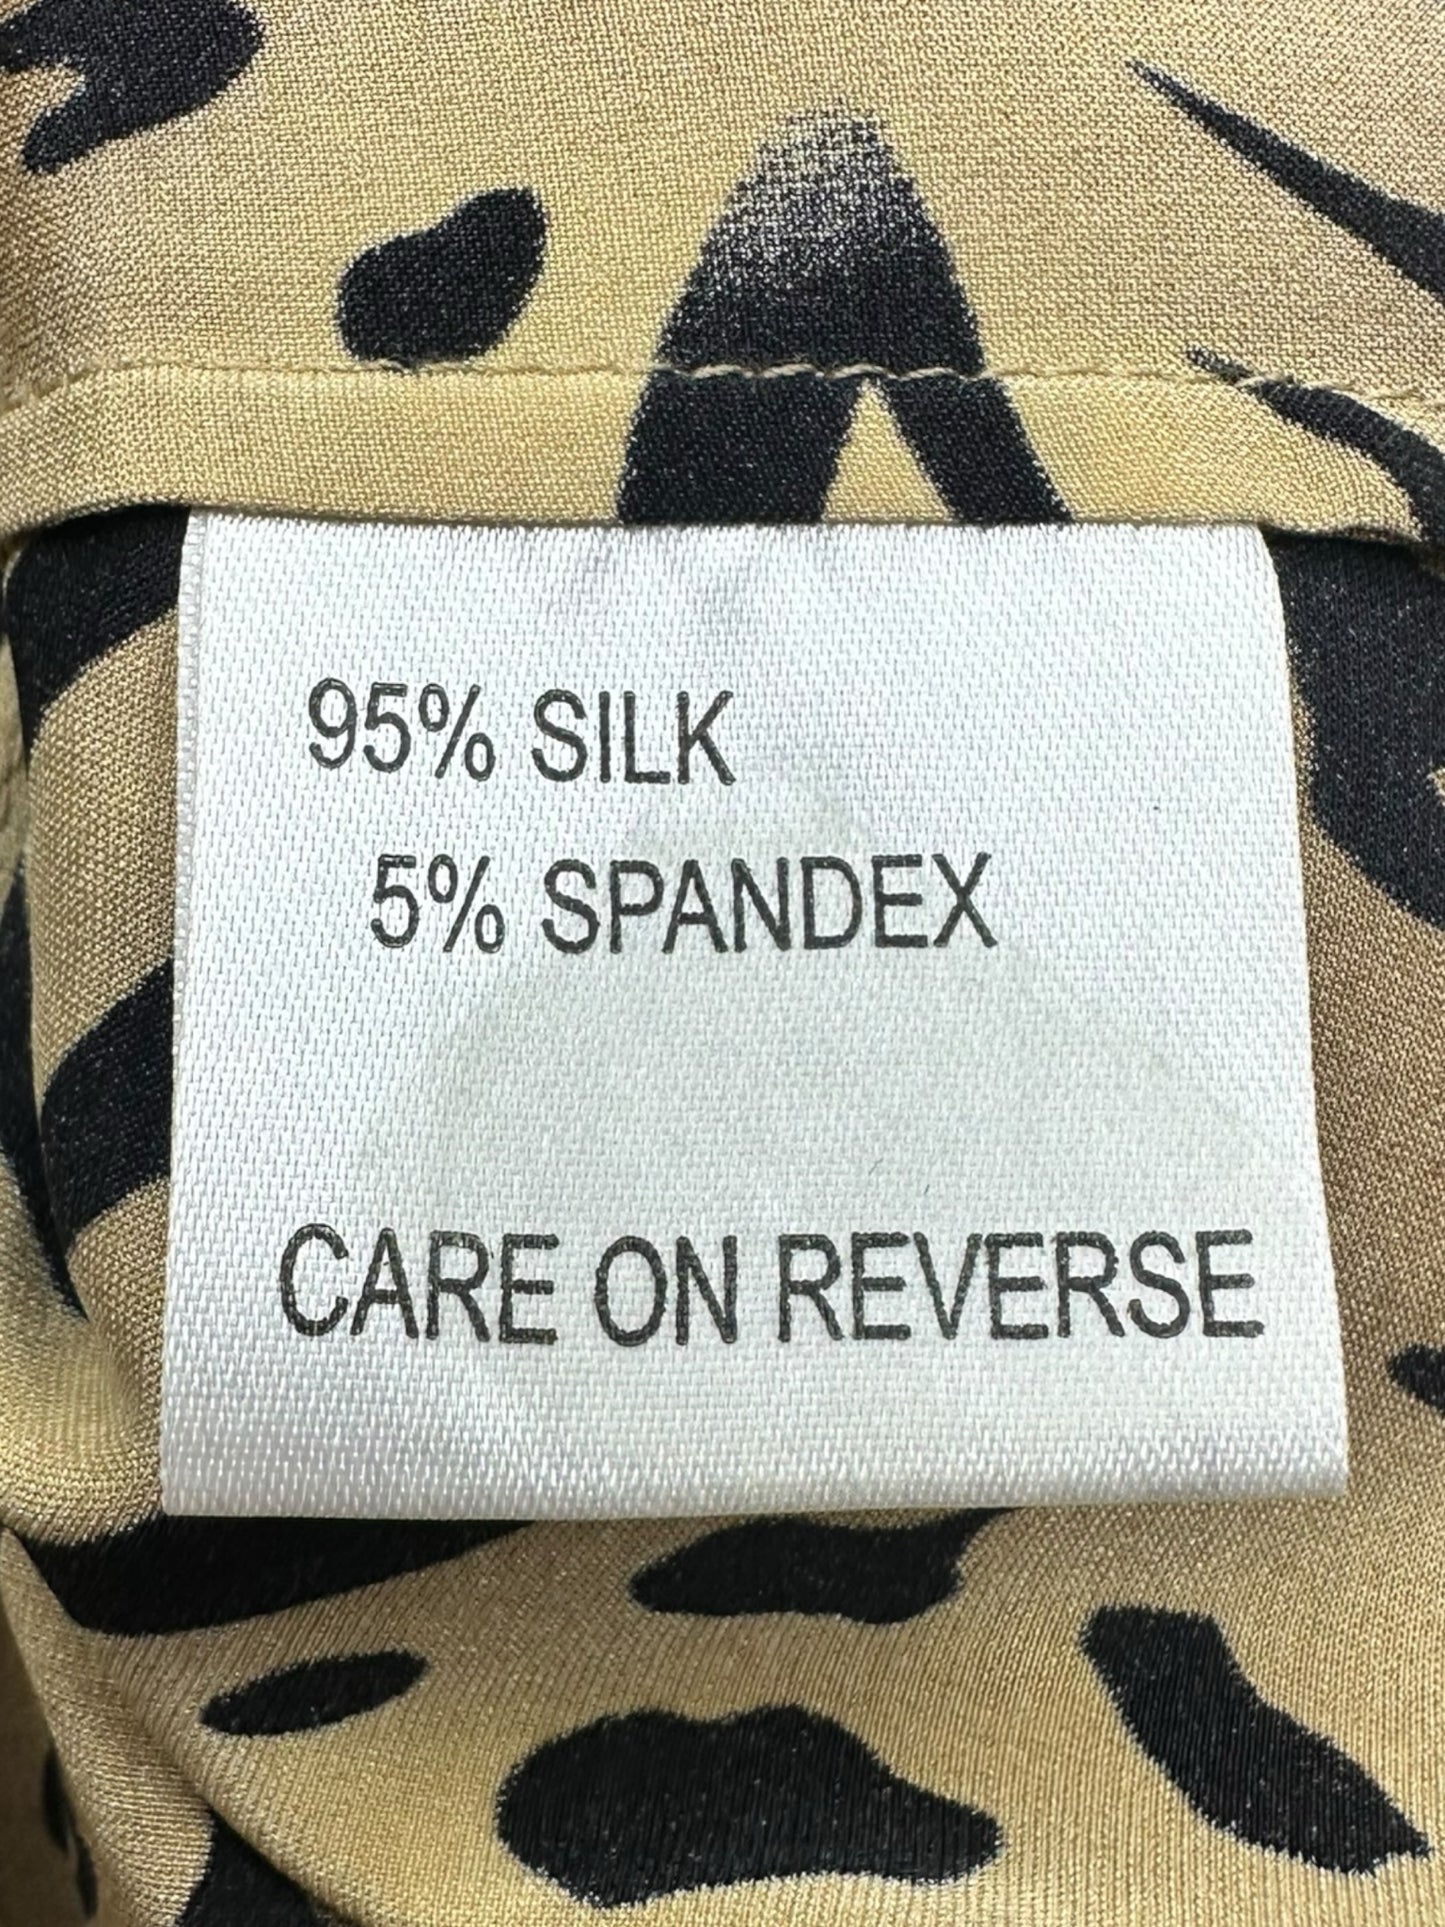 95% SILK
5% SPANDEX
CARE ON REVERSE